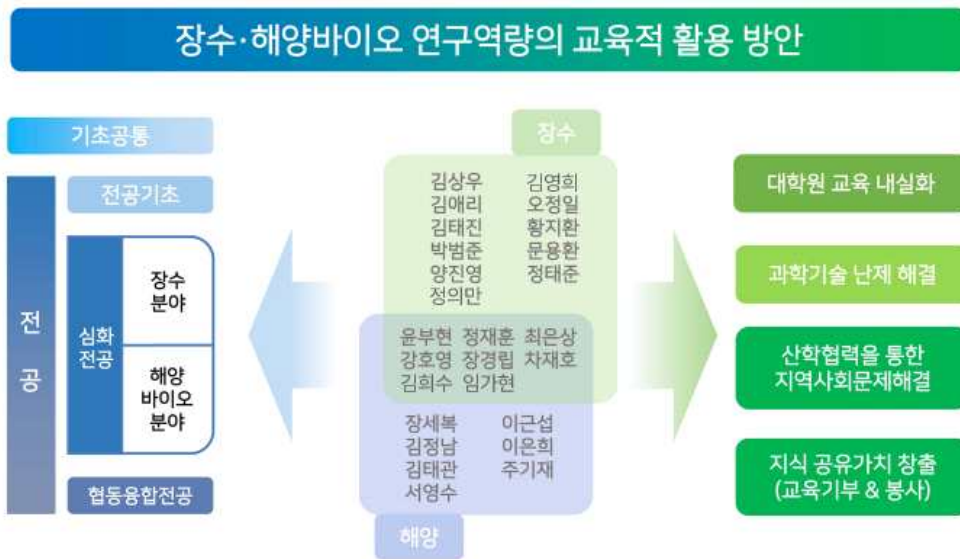 장수·해양바이오 연구역량의 교육적 활용 방안
기초공통
전공
전공기초
심화
전공
장수
분야
해양
바이오
분야
협동융합전공
장수
김상우 김영희
김애리 오정일
김태진 황지환
박범준 문용환
양진영 정태준
정의만
윤부현 정재훈 최은상
강호영 장경립 차재호
김희수 임가현
장세복 이근섭
김정남 이은희
김태관 주기재
서영수
해양
대학원 교육 내실화
과학기술 난제 해결
산학협력을 통한
지역사회문제해결
지식 공유가치 창출
(교육기부 & 봉사)